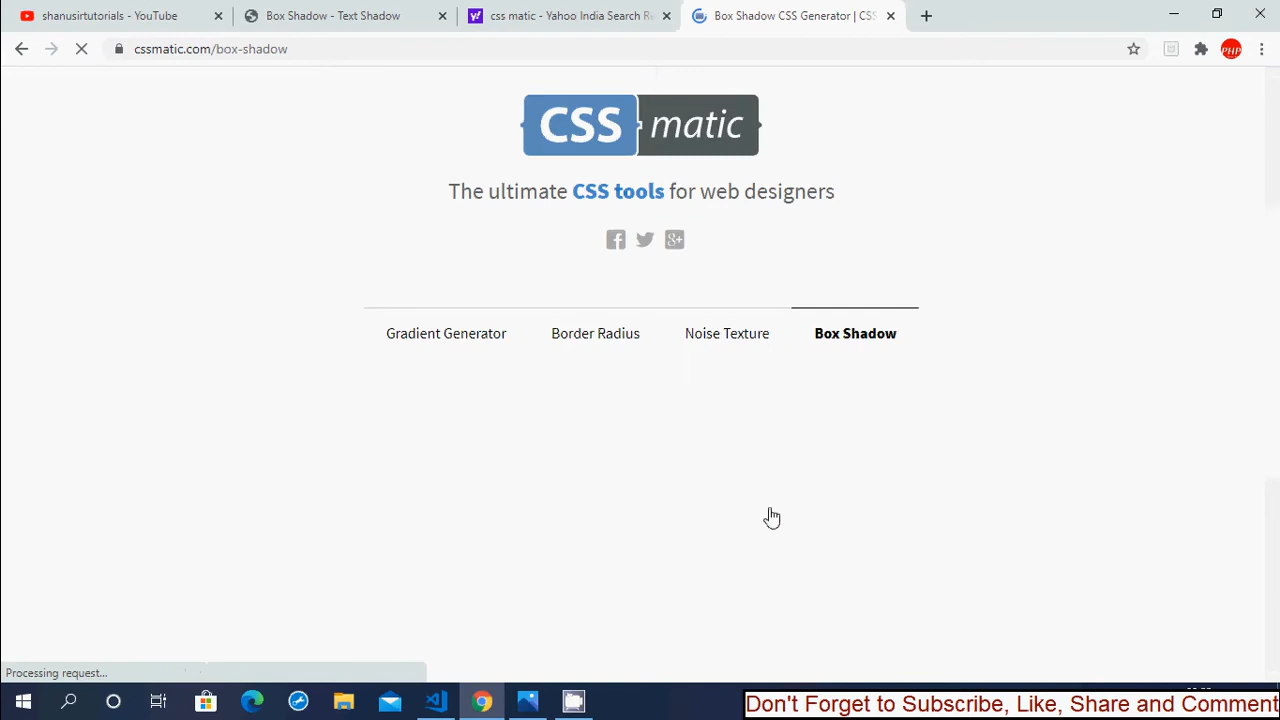 shanusirtutorials - YouTube
Box Shadow - Text Shadow
css matic - Yahoo India Search Re
Box Shadow CSS Generator | CSS
cssmatic.com/box-shadow
PHP
CSS matic
The ultimate CSS tools for web designers
Gradient Generator
Border Radius
Noise Texture
Box Shadow
Processing request...
Don't Forget to Subscribe, Like, Share and Comment